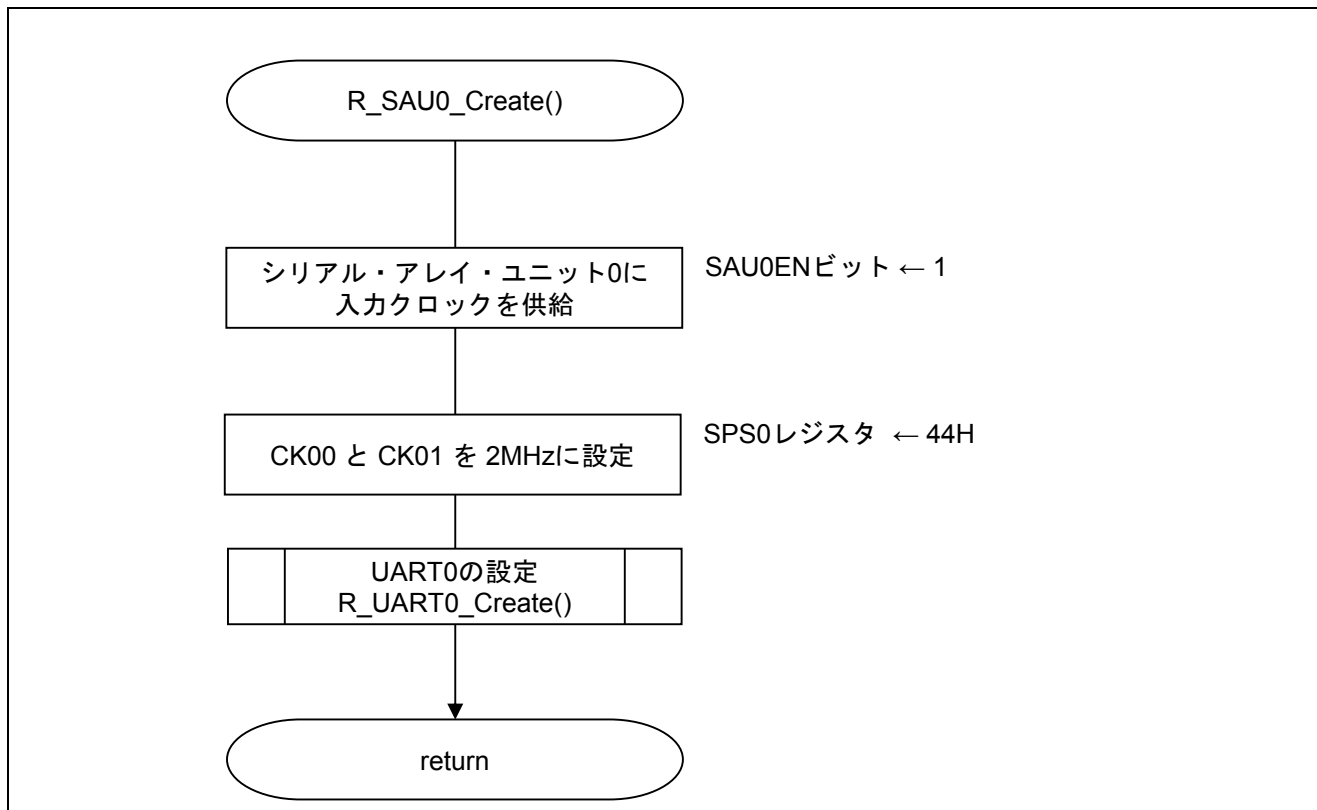 R_SAU0_Create()
シリアル・アレイ・ユニット0に
入力クロックを供給
SAU0ENビット ← 1
CK00 と CK01 を 2MHzに設定
SPS0レジスタ ← 44H
UART0の設定
R_UART0_Create()
return